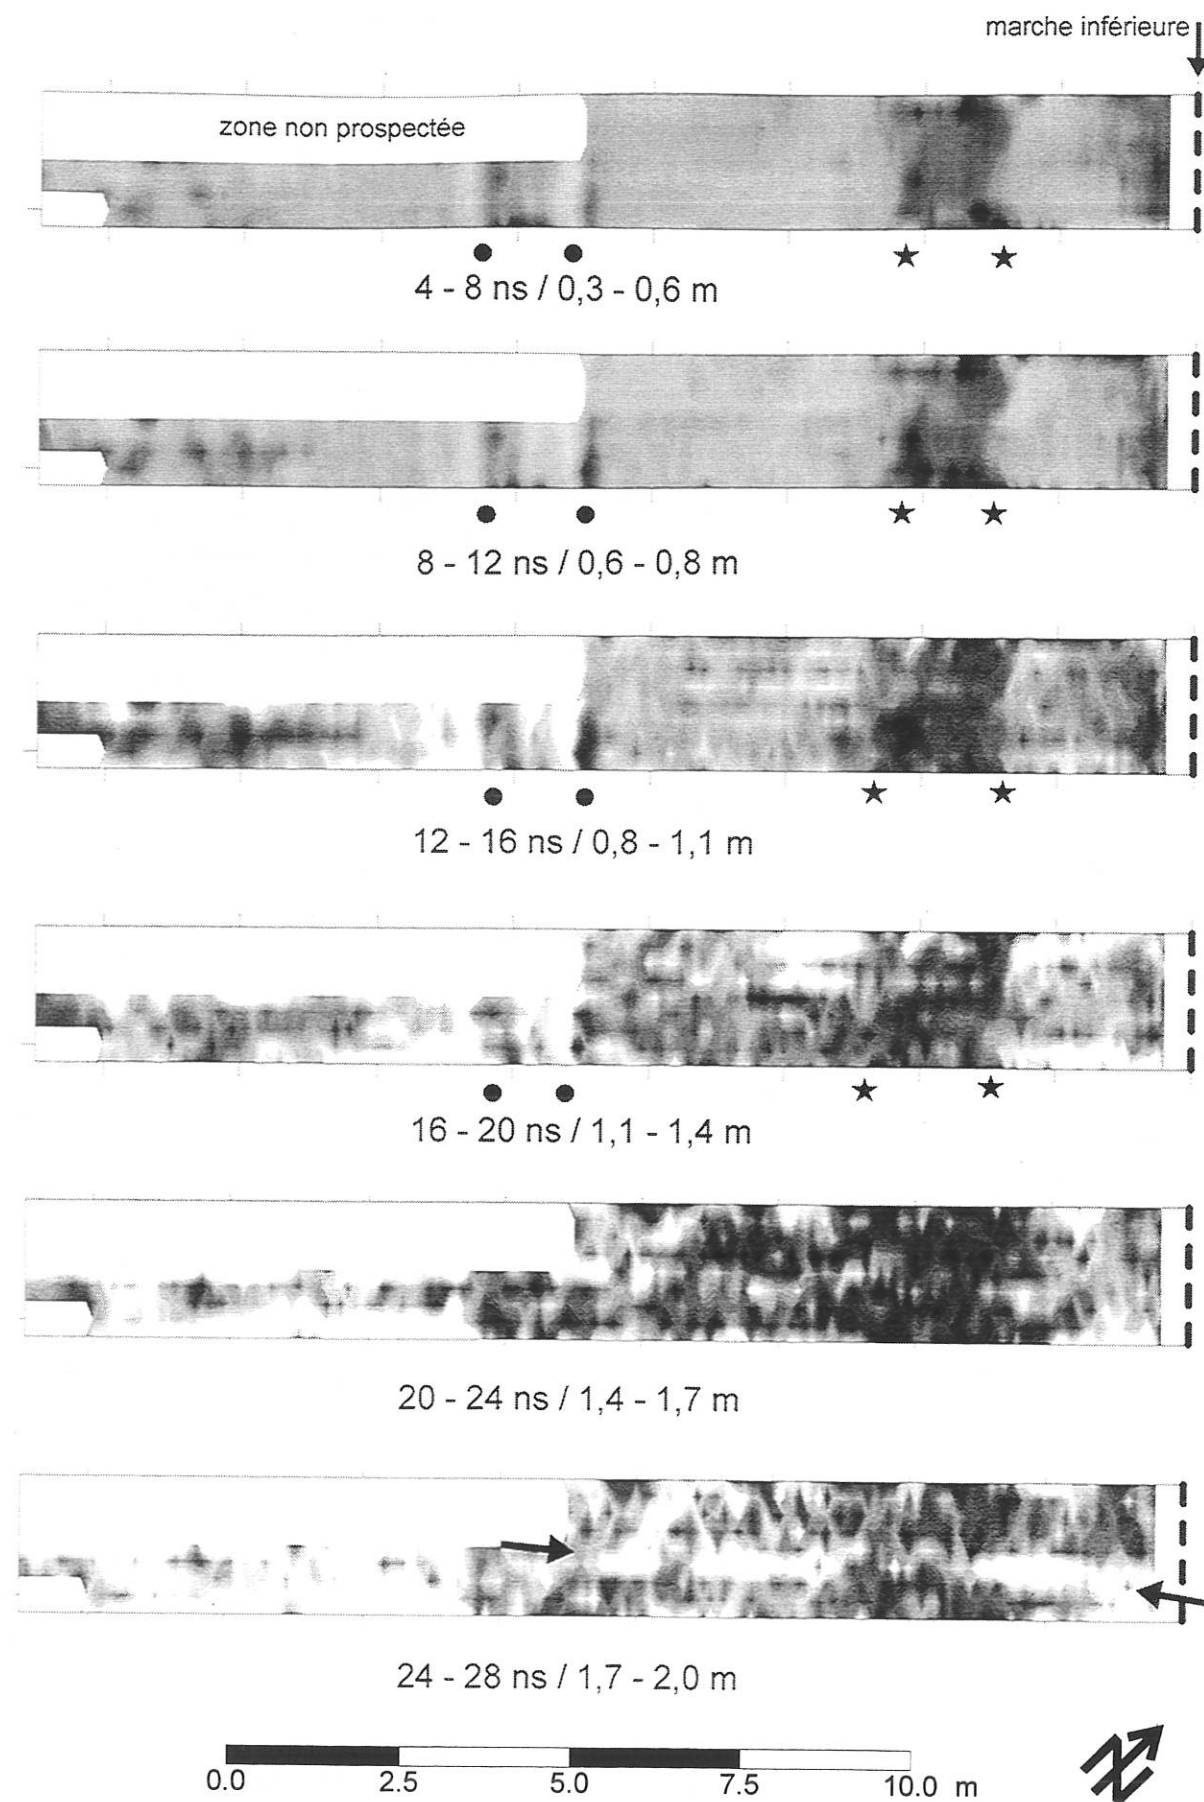 marche inférieure
zone non prospectée
4 - 8 ns / 0,3 - 0,6 m
8 - 12 ns / 0,6 - 0,8 m
12 - 16 ns / 0,8 - 1,1 m
16 - 20 ns / 1,1 - 1,4 m
20 - 24 ns / 1,4 - 1,7 m
24 - 28 ns / 1,7 - 2,0 m
0.0 2.5 5.0 7.5 10.0 m
N